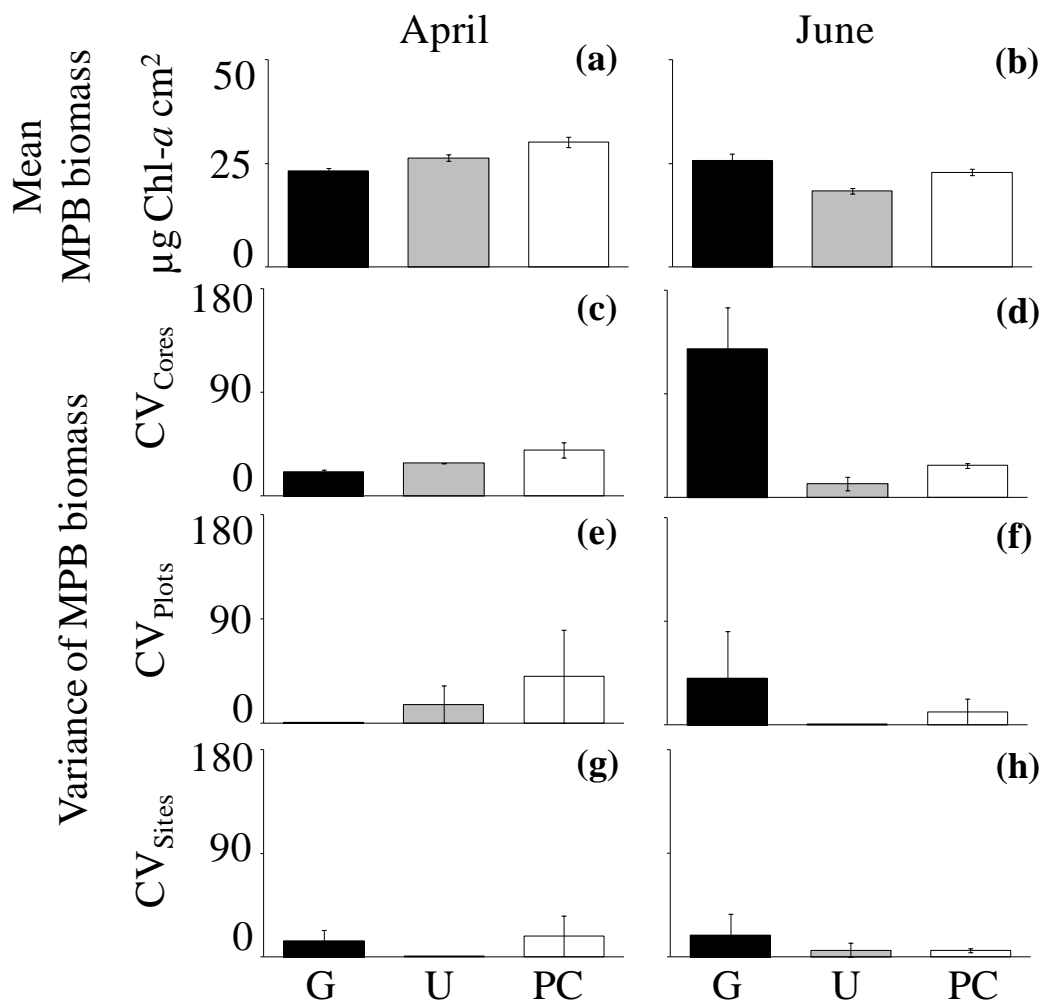 April
June
Mean
MPB biomass
µg Chl-a cm2
50
25
0
(a)
(b)
Variance of MPB biomass
CVCores
180
90
0
(c)
(d)
CVPlots
180
90
0
(e)
(f)
CVSites
180
90
0
(g)
(h)
G U PC
G U PC